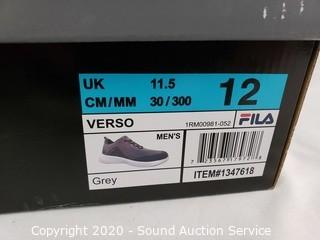 UK 11.5 12
CM/MM 30/300
VERSO 1RM00981-052 FILA
MEN'S
Grey ITEM#1347618
Copyright 2020 - Sound Auction Service